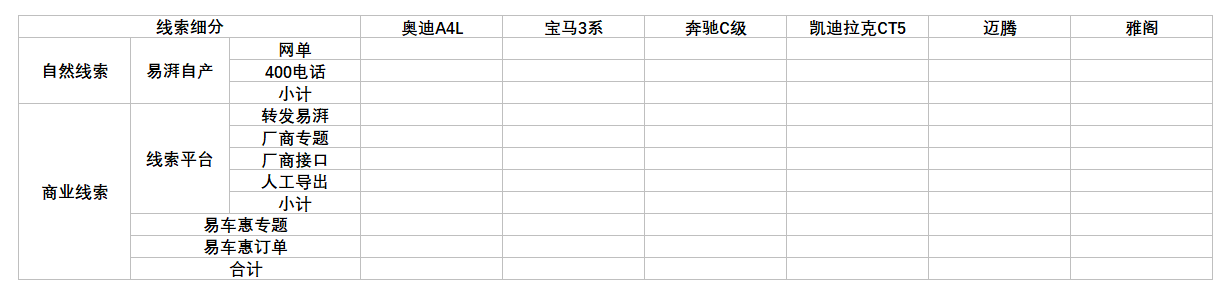 线索细分 奥迪A4L 宝马3系 奔驰C级 凯迪拉克CT5 迈腾 雅阁
自然线索 易湃自产 网单
400电话
小计
商业线索 线索平台 转发易湃
厂商专题
厂商接口
人工导出
小计
易车惠专题
易车惠订单
合计